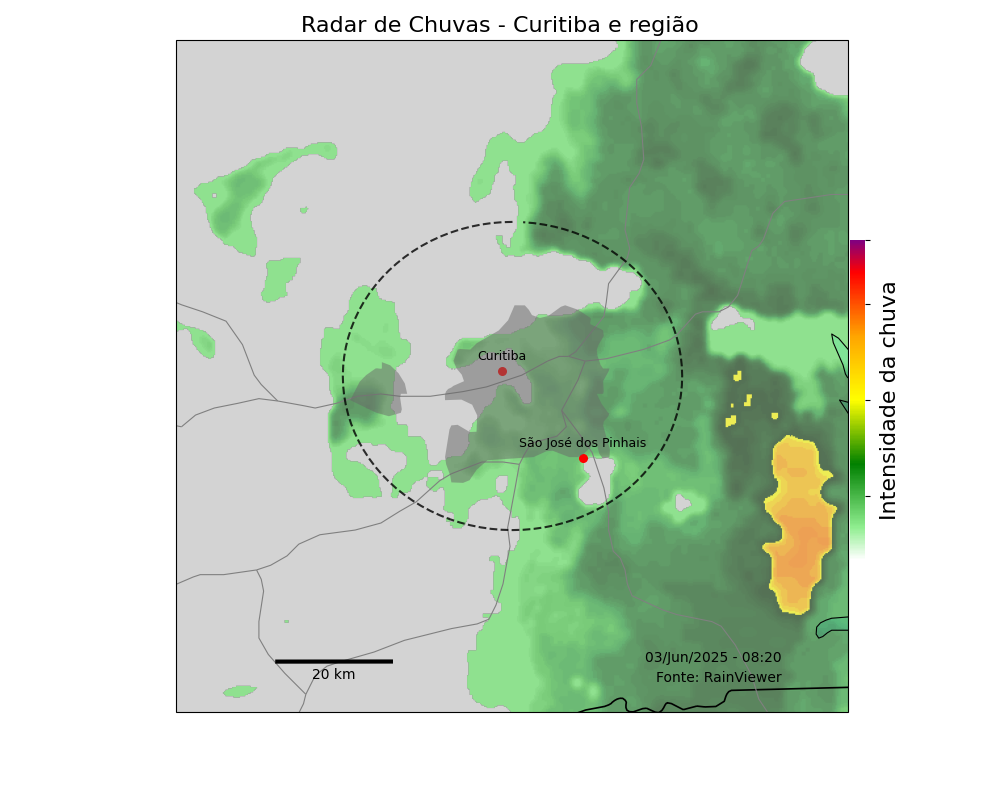 Radar de Chuvas - Curitiba e região
Curitiba
São José dos Pinhais
Intensidade da chuva
20 km
03/Jun/2025 - 08:20
Fonte: RainViewer